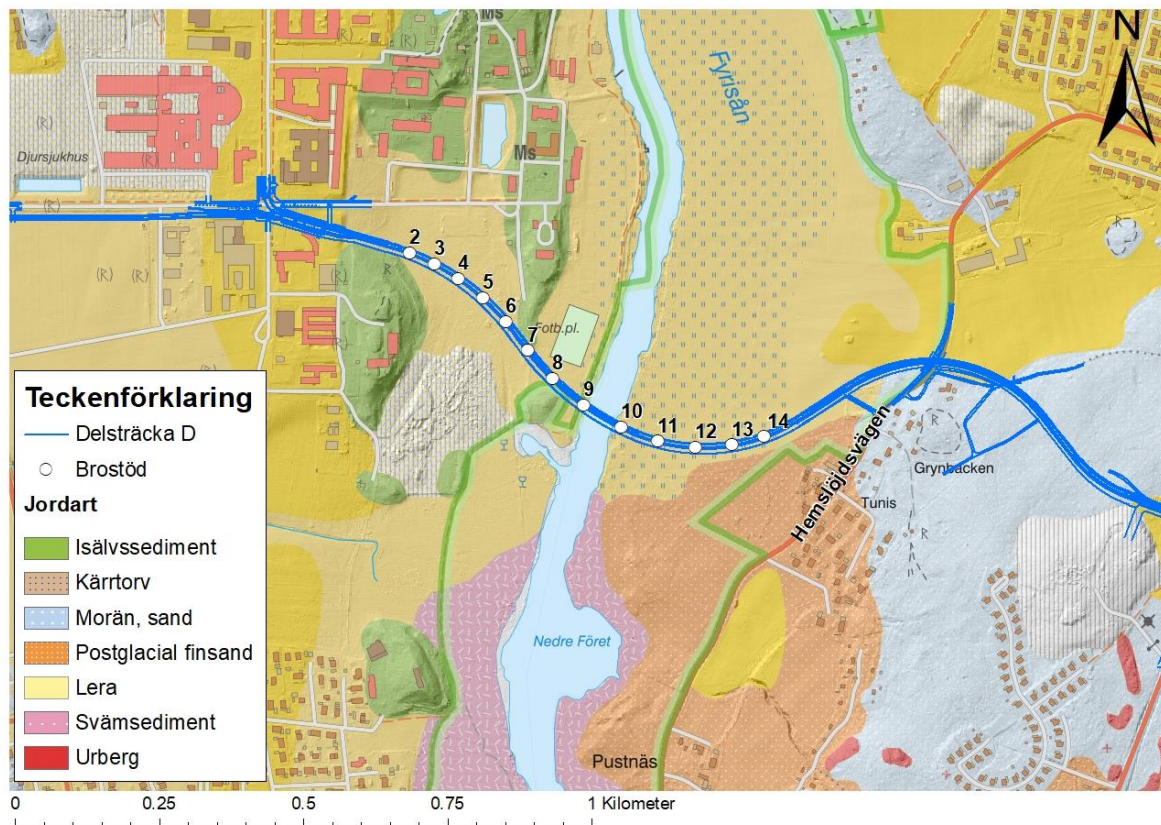 Ms
Fyrisån
N
(R)
(R)
Djursjukhus
(R)
Ms
(R)
R
(R)
(R)
(R)
R
2
3
4
5
6
7
Fotb.pl.
8
9
10
11
12
13
14
Hemslöjdsvägen
R
Grynbacken
Tunis
R
Nedre Föret
Pustnäs
Teckenförklaring
Delsträcka D
Brostöd
Jordart
Isälvssediment
Kärrtorv
Morän, sand
Postglacial finsand
Lera
Svämsediment
Urberg
0 0.25 0.5 0.75 1 Kilometer